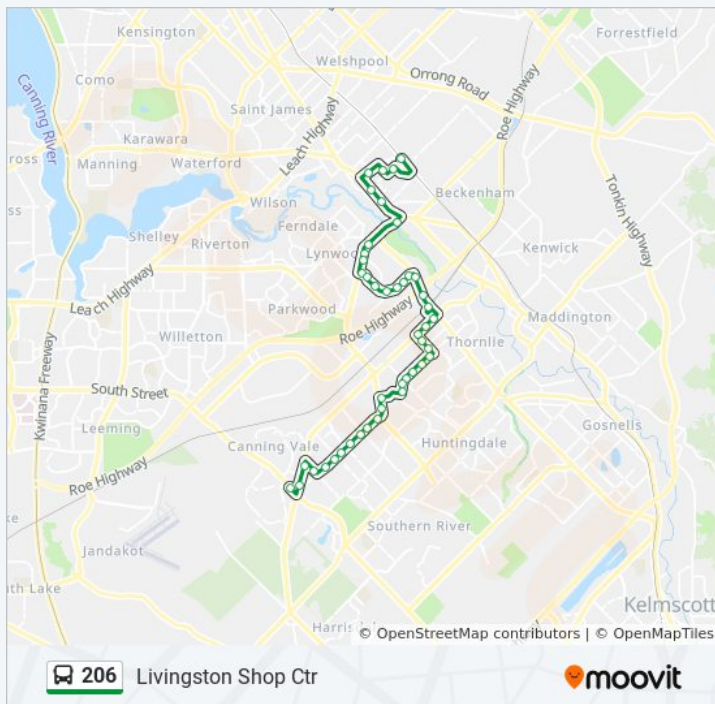 Kensington
Forrestfield
Welshpool
Como
Orrong Road
Canning River
Saint James
Leach Highway
Roe Highway
Karawara
ross
Manning
Waterford
Beckenham
Wilson
Tonkin Highway
Ferndale
Shelley
Riverton
Lynwood
Kenwick
Leach Highway
Parkwood
Maddington
Roe Highway
Willetton
Thornlie
Kwinana Freeway
South Street
Leeming
Canning Vale
Huntingdale
Gosnells
Roe Highway
Southern River
Jandakot
uth Lake
Kelmscott
Harris
© OpenStreetMap contributors | © OpenMapTiles
206 Livingston Shop Ctr
moovit